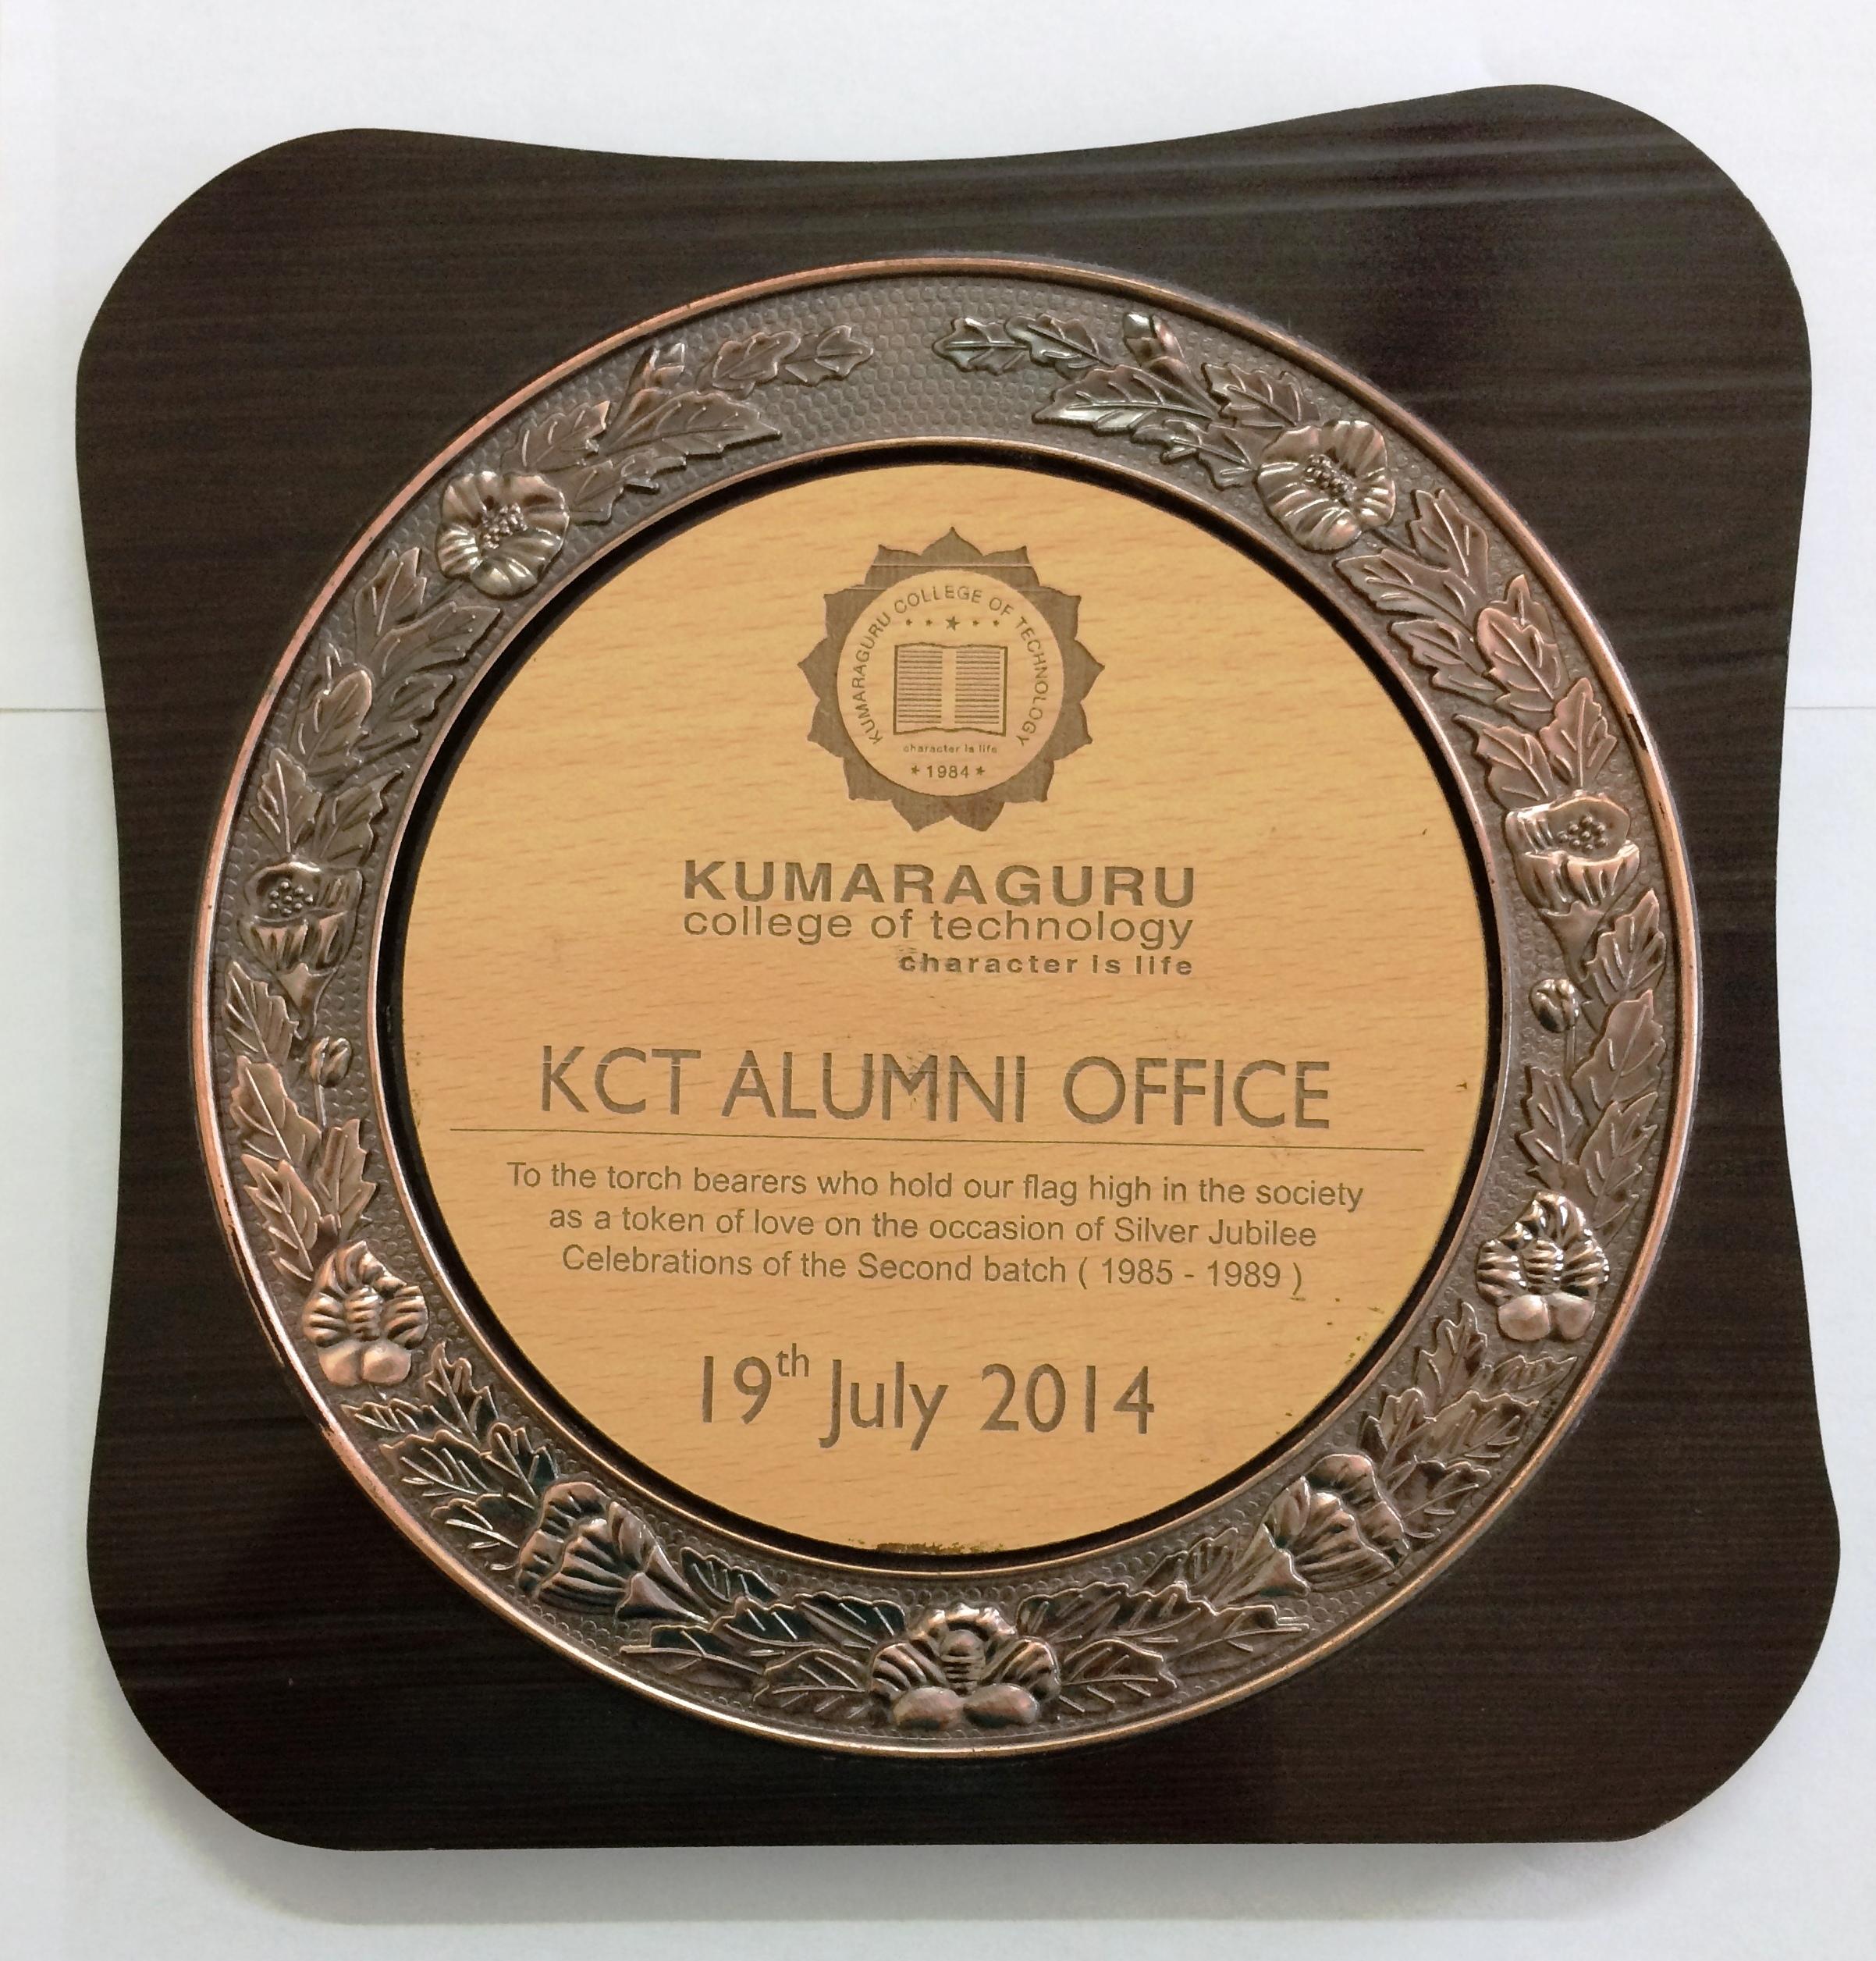 KUMARAGURU COLLEGE OF TECHNOLOGY
character is life
★ 1984 ★
KUMARAGURU
college of technology
character is life
KCT ALUMNI OFFICE
To the torch bearers who hold our flag high in the society
as a token of love on the occasion of Silver Jubilee
Celebrations of the Second batch ( 1985 - 1989 )
19th July 2014